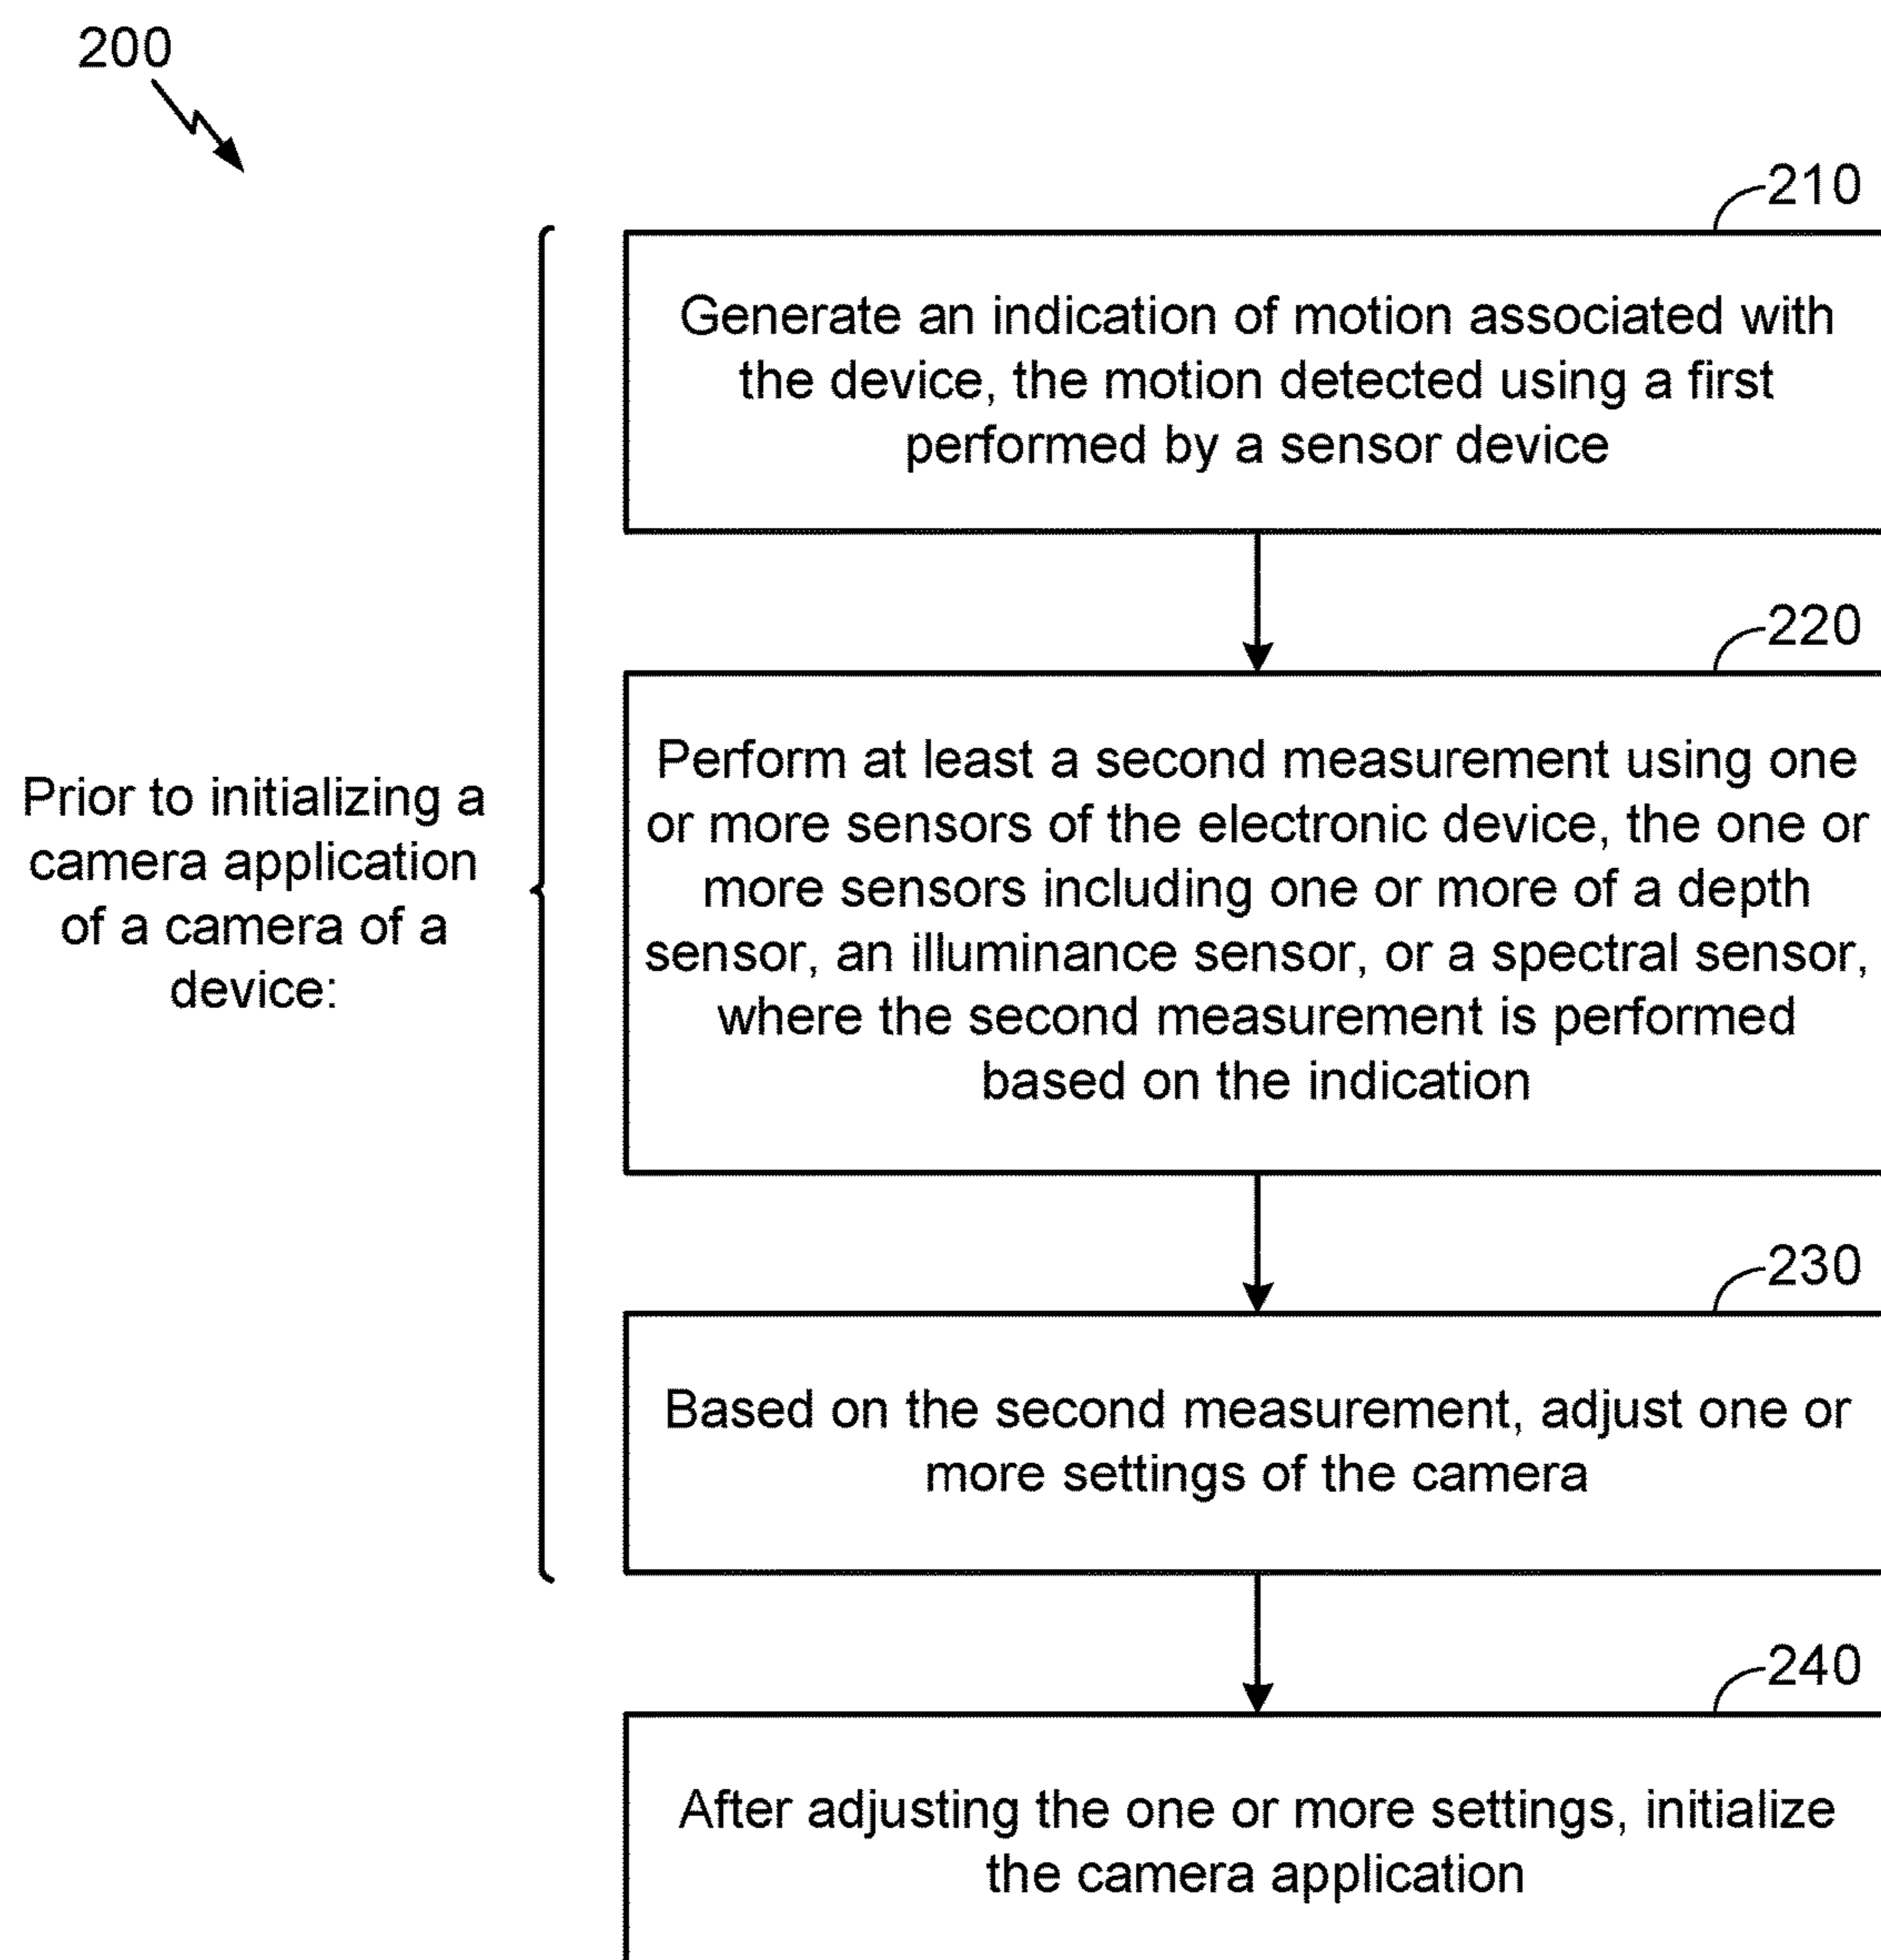 200
210
Generate an indication of motion associated with
the device, the motion detected using a first
performed by a sensor device
220
Prior to initializing a
camera application
of a camera of a
device:
Perform at least a second measurement using one
or more sensors of the electronic device, the one or
more sensors including one or more of a depth
sensor, an illuminance sensor, or a spectral sensor,
where the second measurement is performed
based on the indication
230
Based on the second measurement, adjust one or
more settings of the camera
240
After adjusting the one or more settings, initialize
the camera application